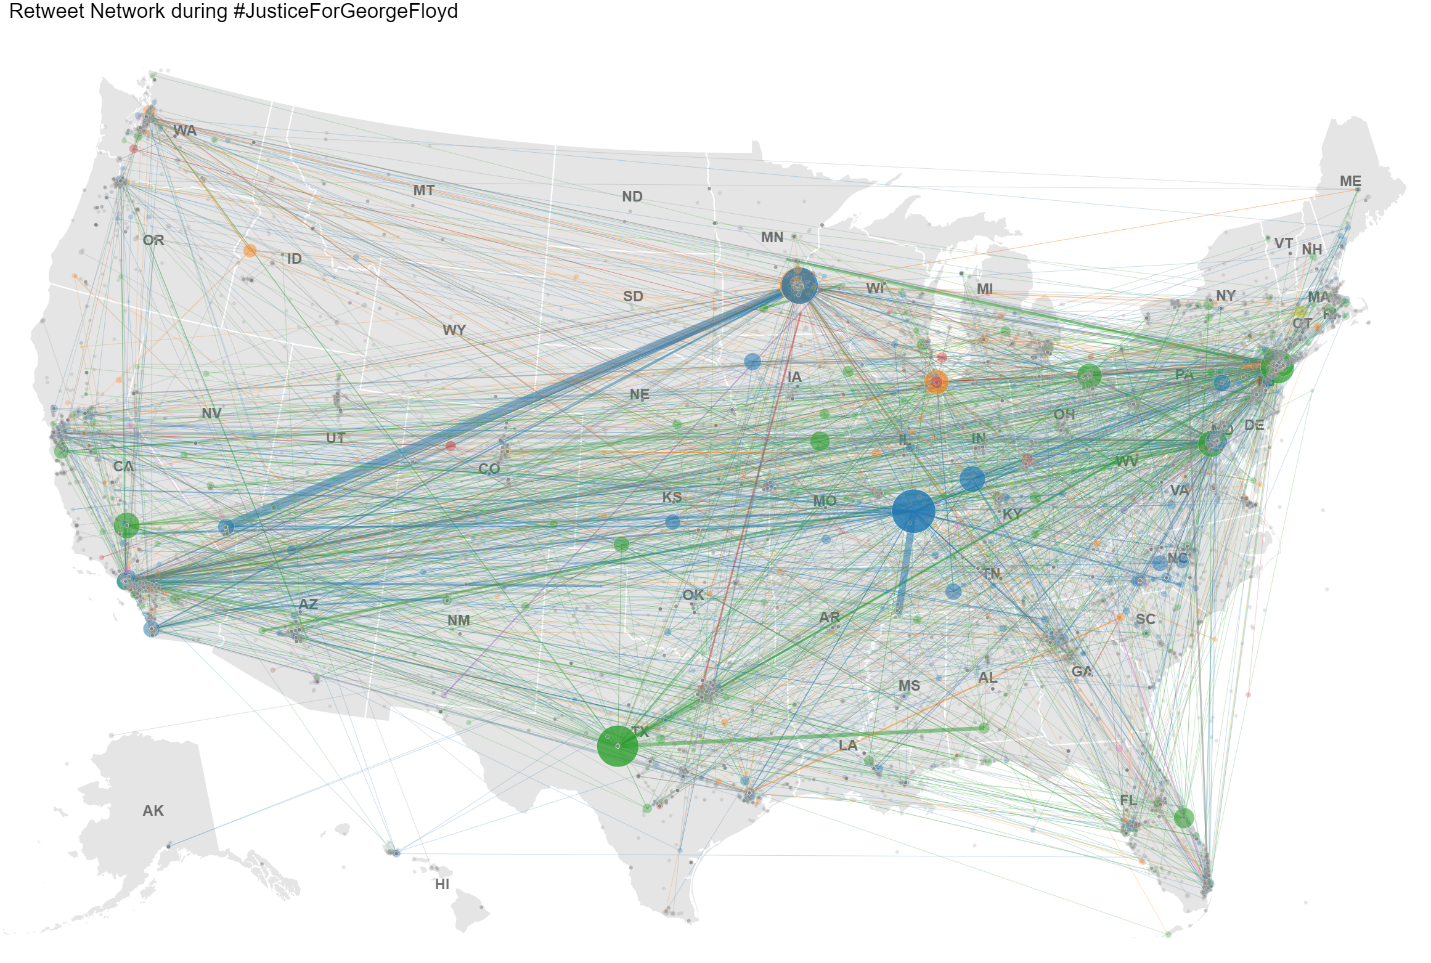 Retweet Network during #JusticeForGeorgeFloyd
WA
MT
ND
ME
OR
ID
MN
VT
NH
SD
WI
MI
NY
MA
CT
WY
IA
PA
NE
NV
OH
DE
UT
IL
IN
CO
CA
WV
KS
MO
VA
KY
NC
TN
AZ
OK
NM
AR
SC
GA
MS
AL
TX
LA
FL
AK
HI